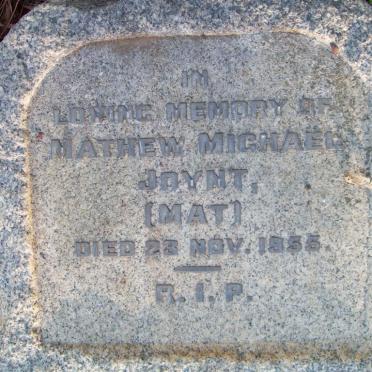 IN
LOVING MEMORY OF
MATHEW MICHAEL
JOYNT,
(MAT)
DIED 23 NOV. 1955.
R. I. P.